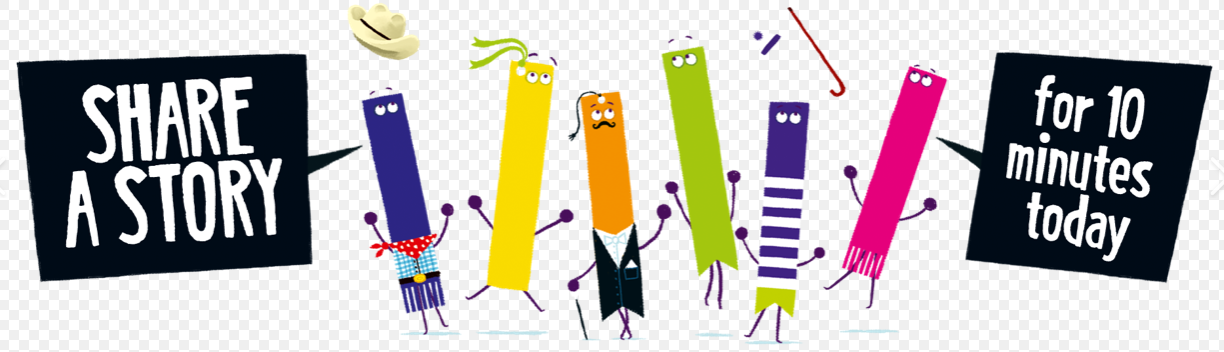 SHARE
A STORY
for 10
minutes
today